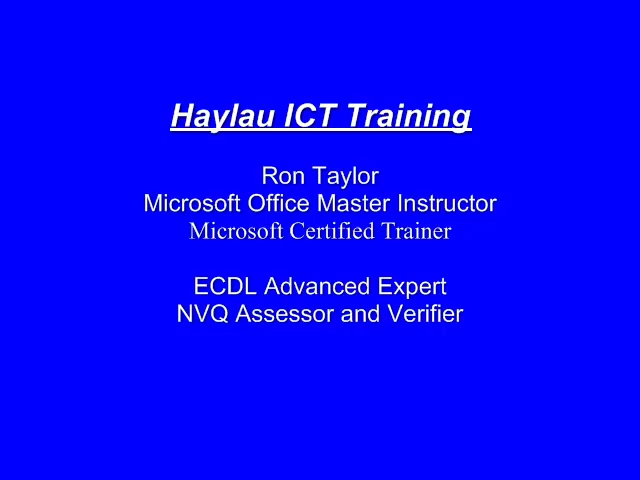 Haylau ICT Training
Ron Taylor
Microsoft Office Master Instructor
Microsoft Certified Trainer
ECDL Advanced Expert
NVQ Assessor and Verifier